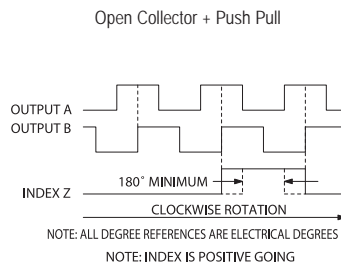 Open Collector + Push Pull
OUTPUT A
OUTPUT B
180° MINIMUM
INDEX Z
CLOCKWISE ROTATION
NOTE: ALL DEGREE REFERENCES ARE ELECTRICAL DEGREES
NOTE: INDEX IS POSITIVE GOING